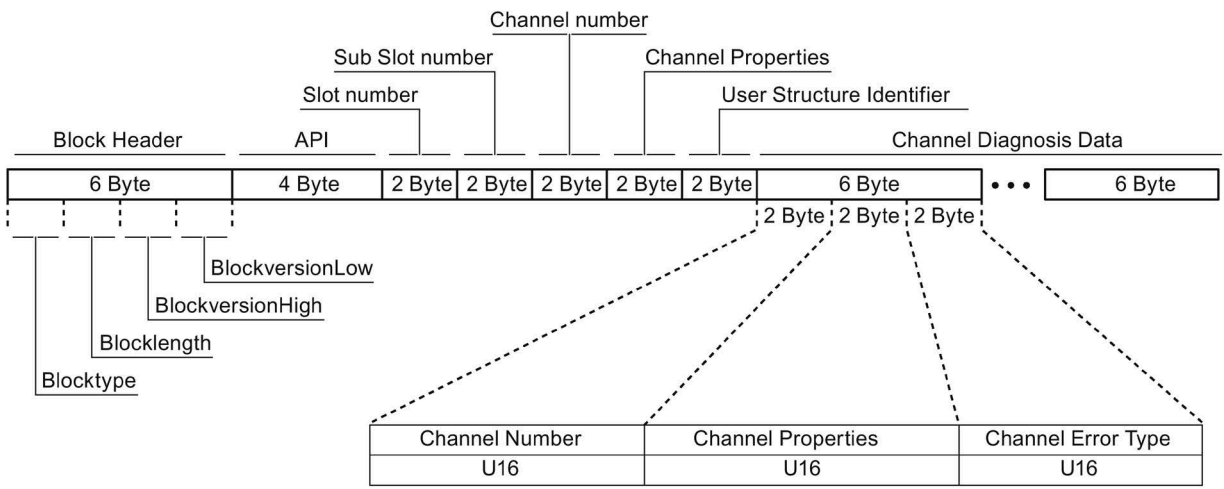 Channel number
Sub Slot number
Channel Properties
Slot number
User Structure Identifier
Block Header
API
Channel Diagnosis Data
6 Byte
4 Byte
2 Byte
2 Byte
2 Byte
2 Byte
2 Byte
6 Byte
6 Byte
2 Byte
2 Byte
2 Byte
BlockversionLow
BlockversionHigh
Blocklength
Blocktype
Channel Number
Channel Properties
Channel Error Type
U16
U16
U16